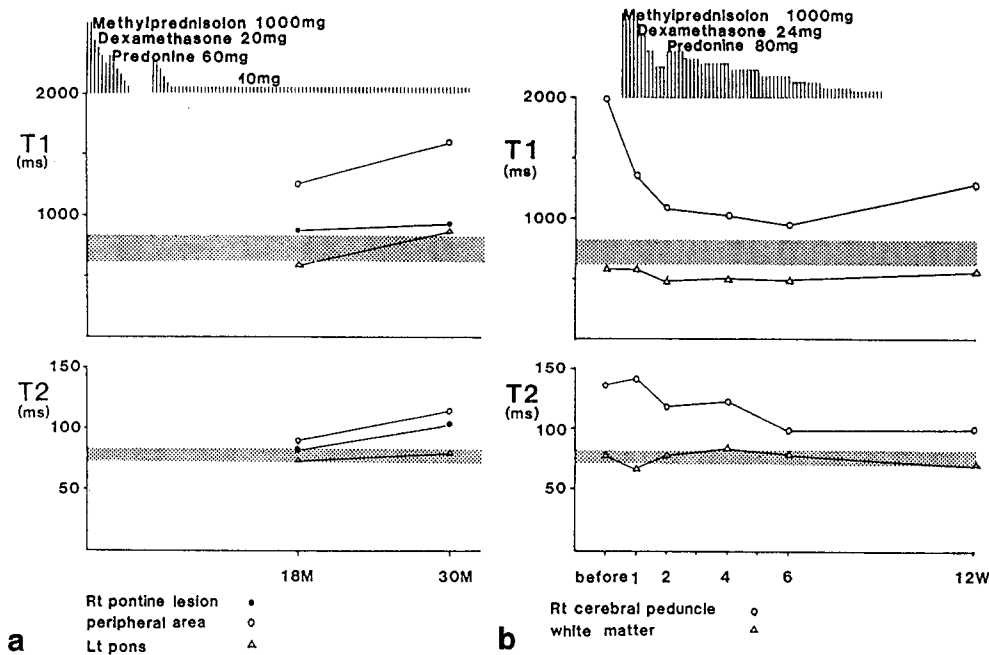 Methylprednisolon 1000mg
Dexamethasone 20mg
Predonine 60mg
10mg
2000
T1
(ms)
1000
150
T2
(ms)
100
50
18M 30M
Rt pontine lesion
peripheral area
Lt pons
a
Methylprednisolon 1000mg
Dexamethasone 24mg
Predonine 80mg
2000
T1
(ms)
1000
150
T2
(ms)
100
50
before 1 2 4 6 12W
Rt cerebral peduncle
white matter
b